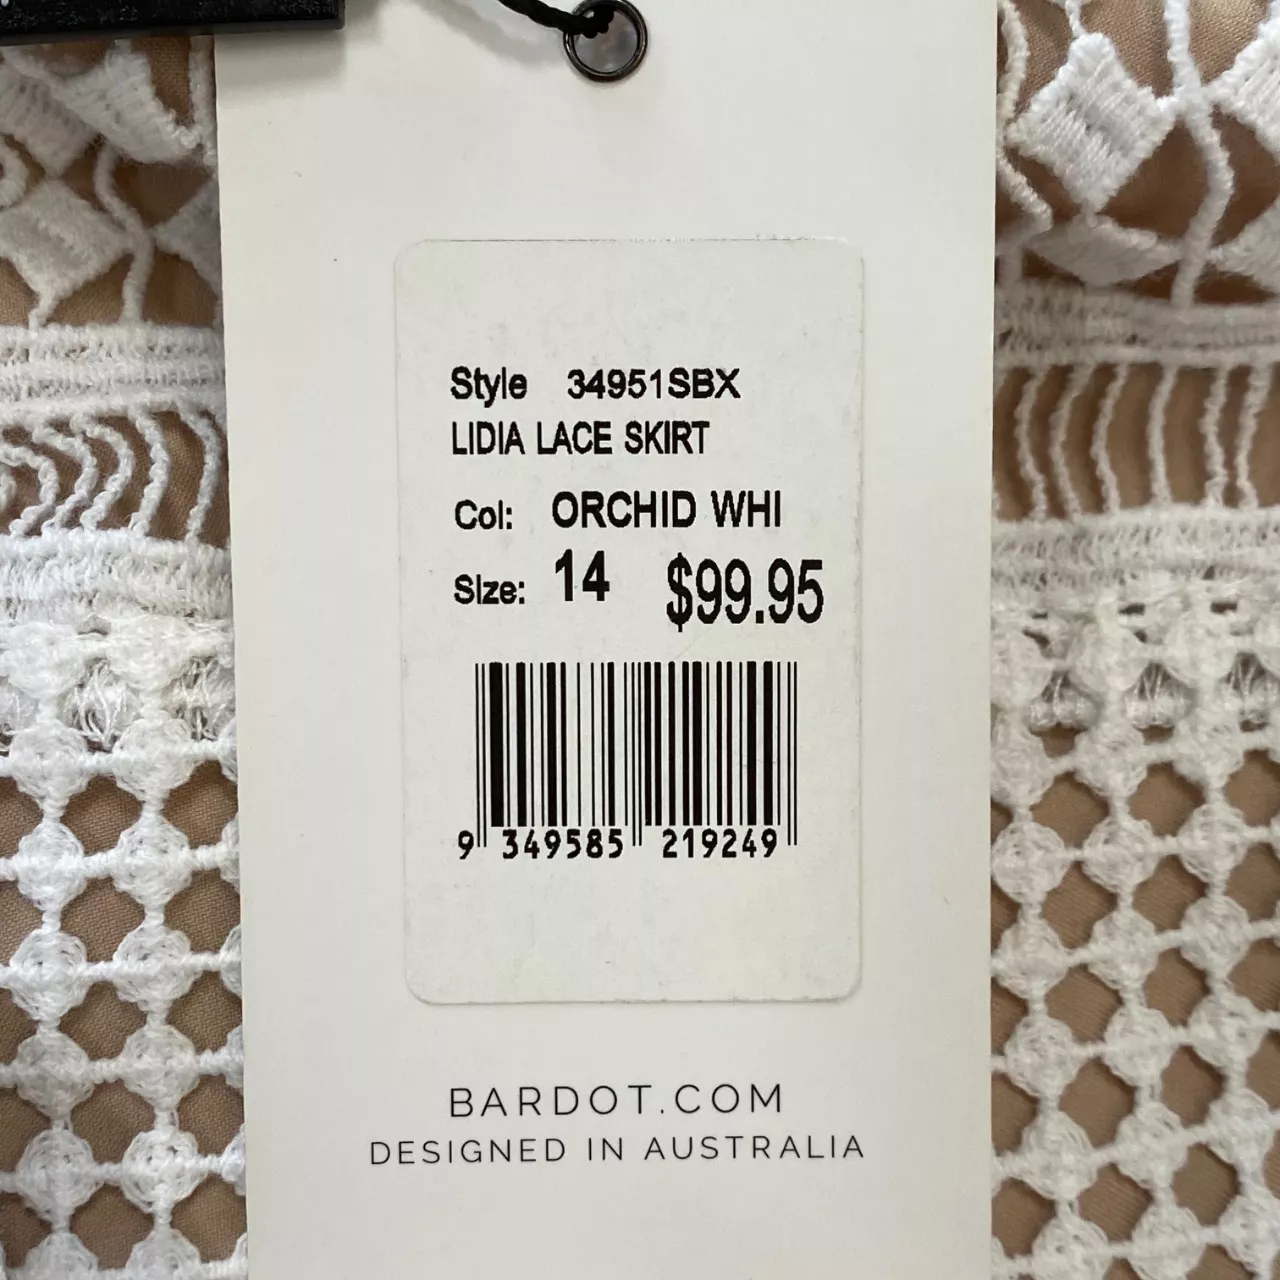 Style 34951SBX
LIDIA LACE SKIRT
Col: ORCHID WHI
Size: 14 $99.95
9 349585 219249
BARDOT.COM
DESIGNED IN AUSTRALIA